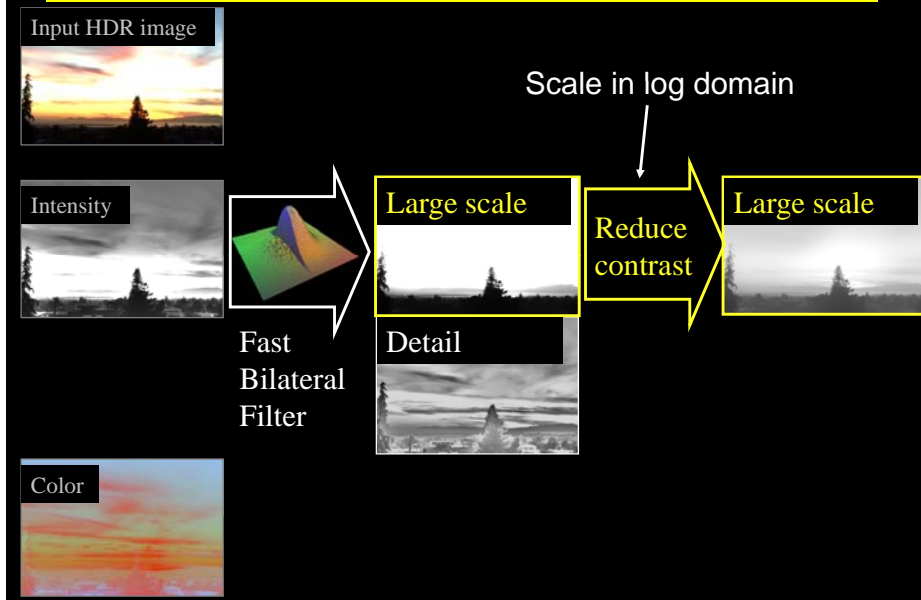 Input HDR image
Scale in log domain
Intensity
Large scale
Reduce
contrast
Large scale
Fast
Bilateral
Filter
Detail
Color